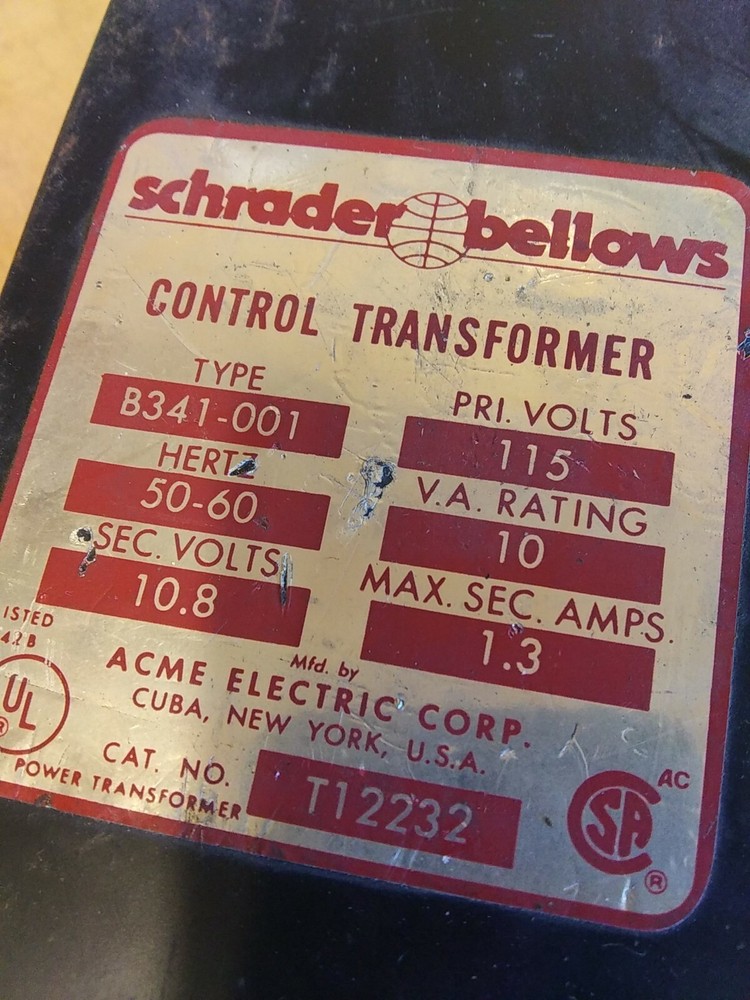 schrader bellows
CONTROL TRANSFORMER
TYPE
B341-001
PRI. VOLTS
115
HERTZ
50-60
V.A. RATING
10
SEC. VOLTS
10.8
MAX. SEC. AMPS.
1.3
ISTED
42B
UL
®
Mfd. by
ACME ELECTRIC CORP.
CUBA, NEW YORK, U.S.A.
CAT. NO.
T12232
POWER TRANSFORMER
SA
AC
®